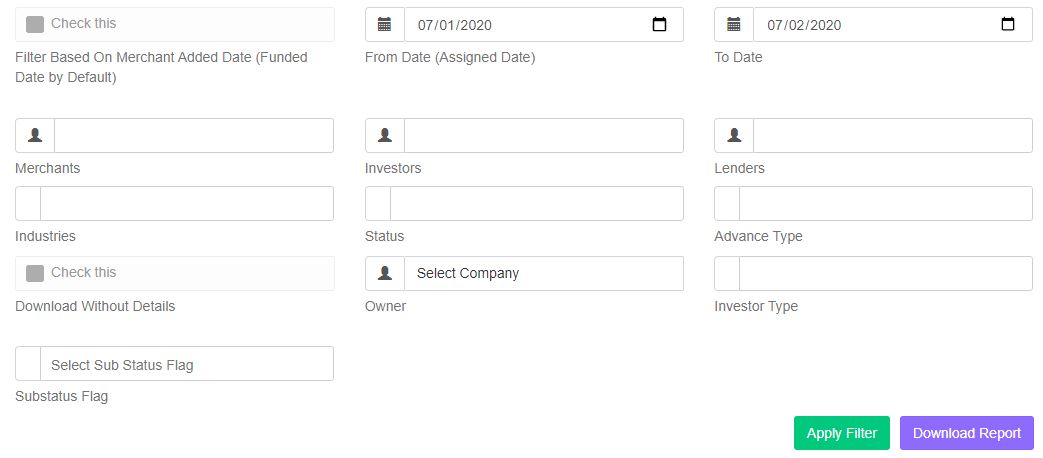 Check this
07/01/2020
07/02/2020
Filter Based On Merchant Added Date (Funded
Date by Default)
From Date (Assigned Date)
To Date
Merchants
Investors
Lenders
Industries
Status
Advance Type
Check this
Select Company
Download Without Details
Owner
Investor Type
Select Sub Status Flag
Substatus Flag
Apply Filter
Download Report